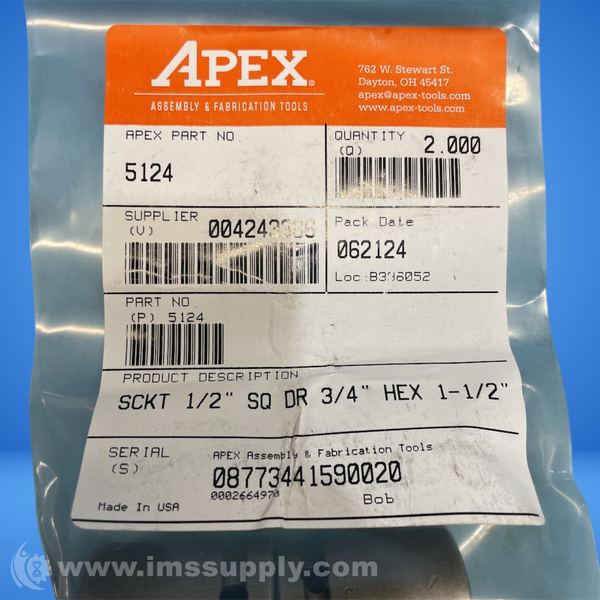 APEX®
ASSEMBLY & FABRICATION TOOLS
762 W. Stewart St.
Dayton, OH 45417
apex@apex-tools.com
www.apex-tools.com
APEX PART NO.
5124
QUANTITY
(Q) 2.000
SUPPLIER
(V)
Pack Date
062124
PART NO.
(P) 5124
PRODUCT DESCRIPTION
SCKT 1/2" SQ DR 3/4" HEX 1-1/2"
SERIAL
(S)
APEX Assembly & Fabrication Tools
08773441590020
0002664970
Bob
Made In USA
www.imssupply.com